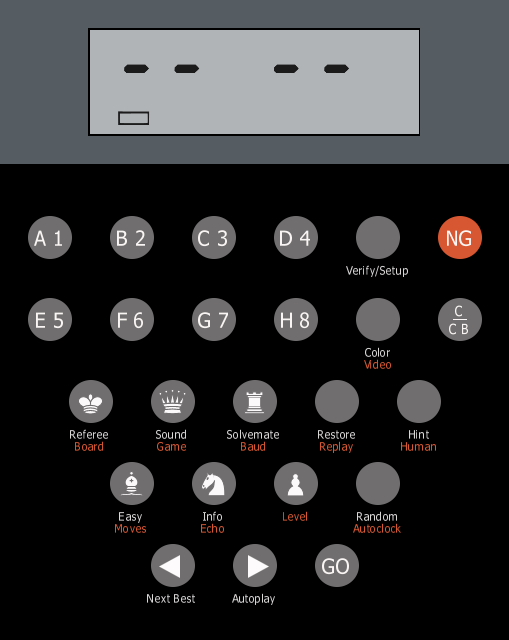 A 1 B 2 C 3 D 4 NG
Verify/Setup
E 5 F 6 G 7 H 8 C
C B
Color
Video
Referee Sound Solvemate Restore Hint
Board Game Baud Replay Human
Easy Info Level Random
Moves Echo Autoclock
GO
Next Best Autoplay